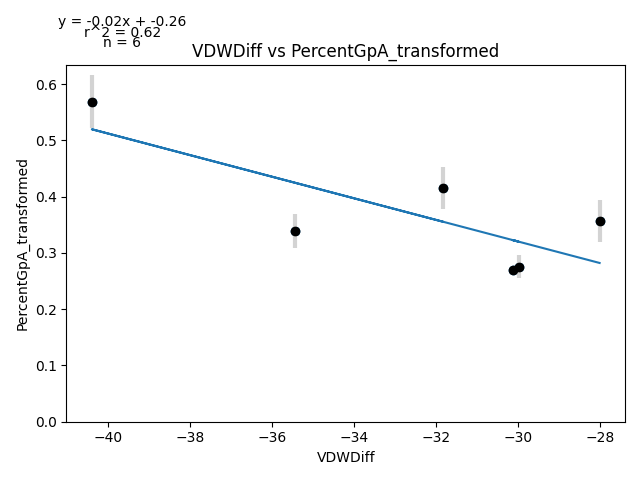 y = -0.02x + -0.26
r^2 = 0.62
n = 6
VDWDiff vs PercentGpA_transformed
PercentGpA_transformed
0.6
0.5
0.4
0.3
0.2
0.1
0.0
−40
−38
−36
−34
−32
−30
−28
VDWDiff